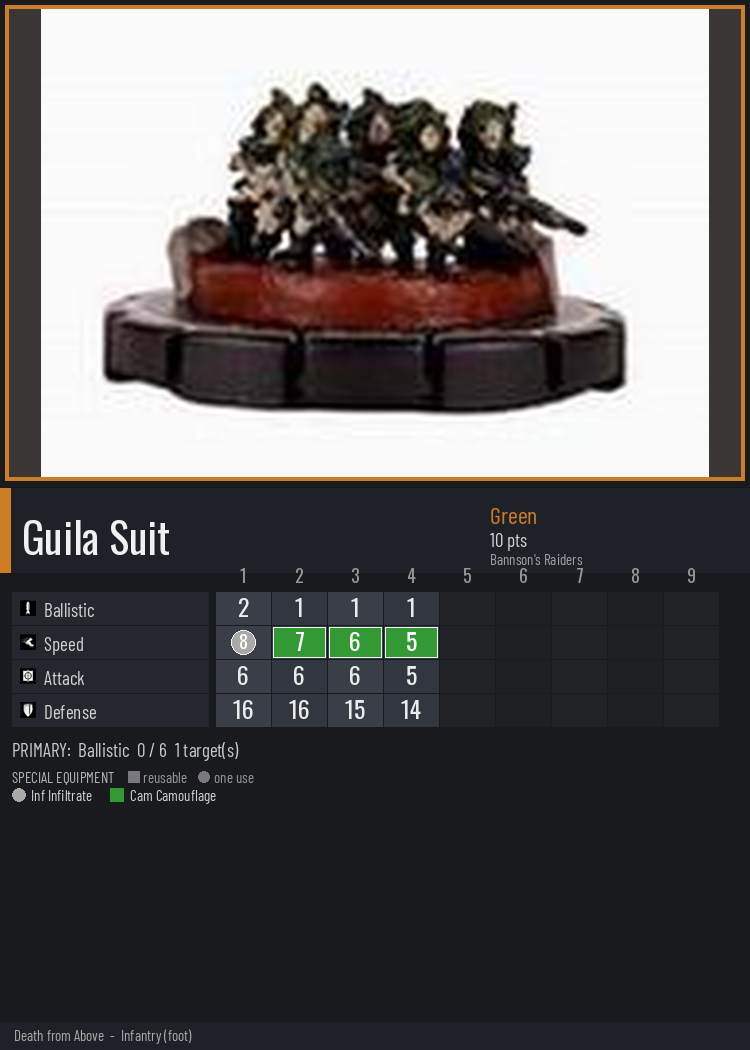 Guila Suit
Green
10 pts
Bannson's Raiders
1 2 3 4 5 6 7 8 9
Ballistic 2 1 1 1
Speed 8 7 6 5
Attack 6 6 6 5
Defense 16 16 15 14
PRIMARY: Ballistic 0 / 6 1 target(s)
SPECIAL EQUIPMENT reusable one use
Inf Infiltrate Cam Camouflage
Death from Above - Infantry (foot)